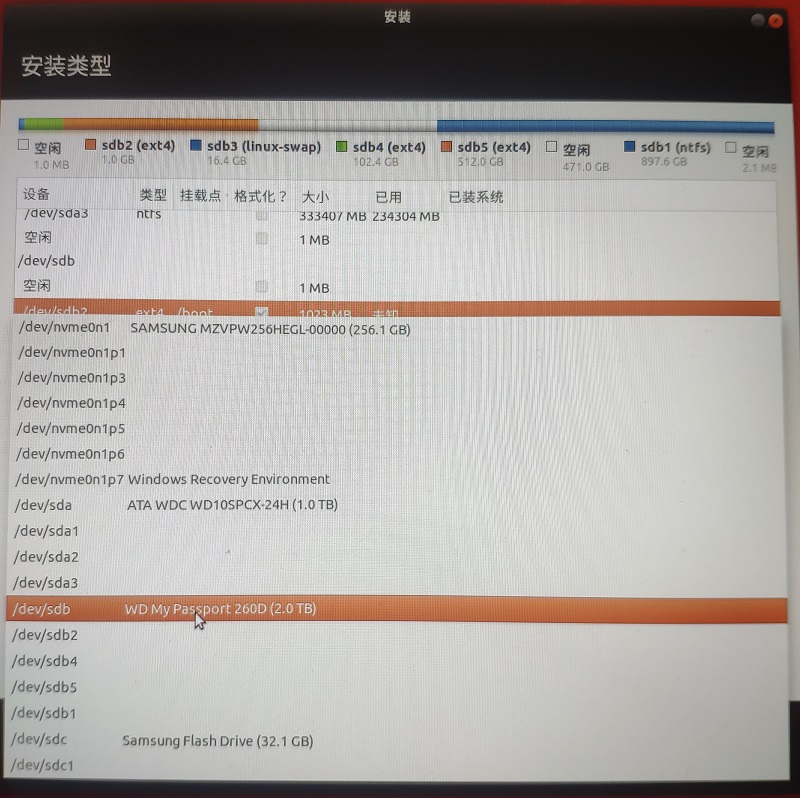 安装
安装类型
空闲 sdb2 (ext4) sdb3 (linux-swap) sdb4 (ext4) sdb5 (ext4) 空闲 sdb1 (ntfs) 空闲
1.0 MB 1.0 GB 16.4 GB 102.4 GB 512.0 GB 471.0 GB 897.6 GB 2.1 MB
设备 类型 挂载点 格式化？ 大小 已用 已装系统
/dev/sda3 ntfs 333407 MB 234304 MB
空闲 1 MB
/dev/sdb
空闲 1 MB
/dev/sdb2 ext4 /boot 1023 MB 未知
/dev/nvme0n1 SAMSUNG MZVPW256HEGL-00000 (256.1 GB)
/dev/nvme0n1p1
/dev/nvme0n1p3
/dev/nvme0n1p4
/dev/nvme0n1p5
/dev/nvme0n1p6
/dev/nvme0n1p7 Windows Recovery Environment
/dev/sda ATA WDC WD10SPCX-24H (1.0 TB)
/dev/sda1
/dev/sda2
/dev/sda3
/dev/sdb WD My Passport 260D (2.0 TB)
/dev/sdb2
/dev/sdb4
/dev/sdb5
/dev/sdb1
/dev/sdc Samsung Flash Drive (32.1 GB)
/dev/sdc1